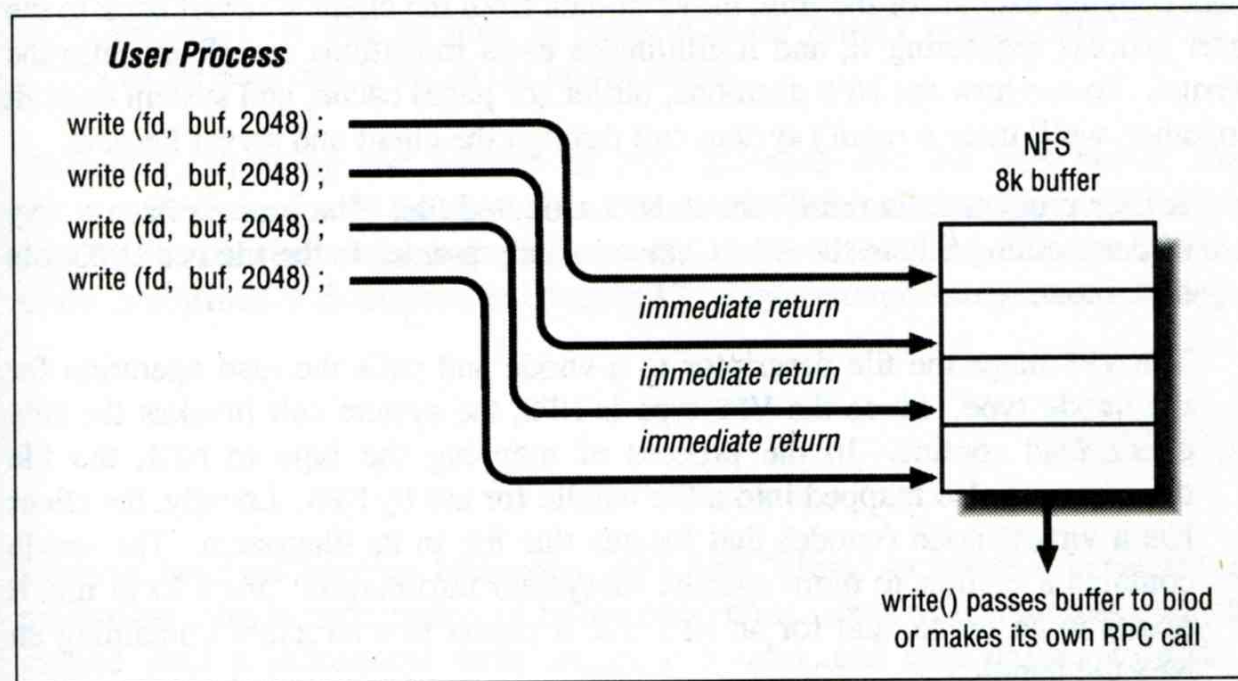 User Process
write (fd, buf, 2048) ;
write (fd, buf, 2048) ;
write (fd, buf, 2048) ;
write (fd, buf, 2048) ;
NFS
8k buffer
immediate return
immediate return
immediate return
write() passes buffer to biod
or makes its own RPC call